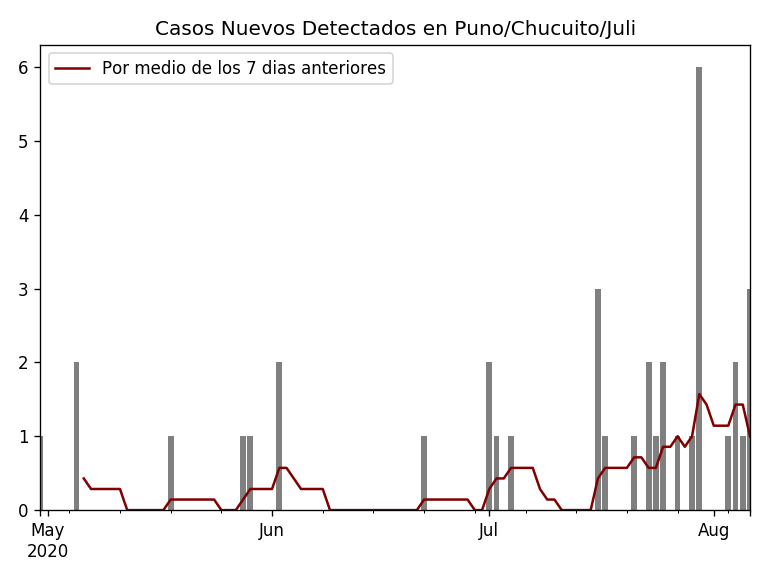 Casos Nuevos Detectados en Puno/Chucuito/Juli
Por medio de los 7 dias anteriores
6
5
4
3
2
1
0
May Jun Jul Aug
2020